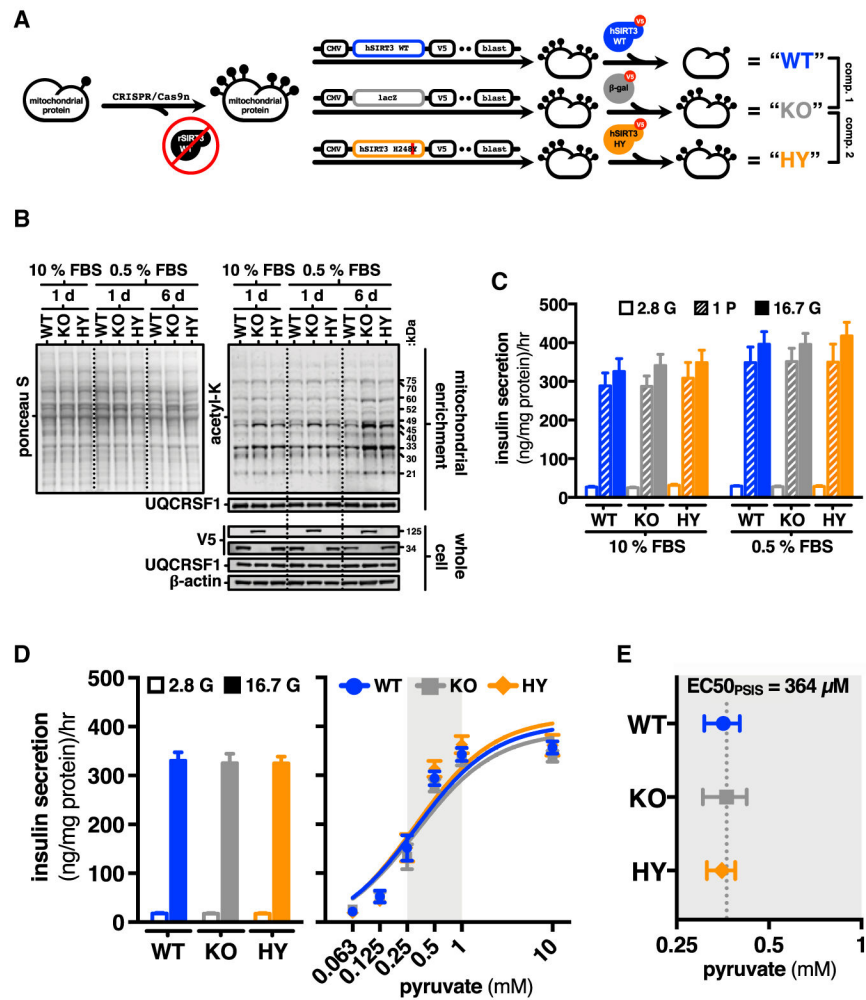 A
mitochondrial
protein
CRISPR/Cas9n
rSIRT3
WT
mitochondrial
protein
CMV hSIRT3 WT V5 •• blast
hSIRT3
WT
V5
= “WT”
CMV lacZ V5 •• blast
β-gal
V5
= “KO”
CMV hSIRT3 H248Y V5 •• blast
hSIRT3
HY
V5
= “HY”
comp. 1
comp. 2
B
10 % FBS 0.5 % FBS
1 d 1 d 6 d
WT KO HY WT KO HY WT KO HY
ponceau S
10 % FBS 0.5 % FBS
1 d 1 d 6 d
WT KO HY WT KO HY WT KO HY
:kDa
acetyl-K
75
60
49
45
40
33
30
21
mitochondrial
enrichment
UQCRSF1
V5
125
34
UQCRSF1
β-actin
whole
cell
C
2.8 G 1 P 16.7 G
insulin secretion
(ng/mg protein)/hr
500
400
300
200
100
0
WT KO HY WT KO HY
10 % FBS 0.5 % FBS
D
2.8 G 16.7 G
insulin secretion
(ng/mg protein)/hr
500
400
300
200
100
0
WT KO HY
WT KO HY
0.063 0.125 0.25 0.5 1 10
pyruvate (mM)
E
EC50PSIS = 364 µM
WT
KO
HY
0.25 0.5 1
pyruvate (mM)